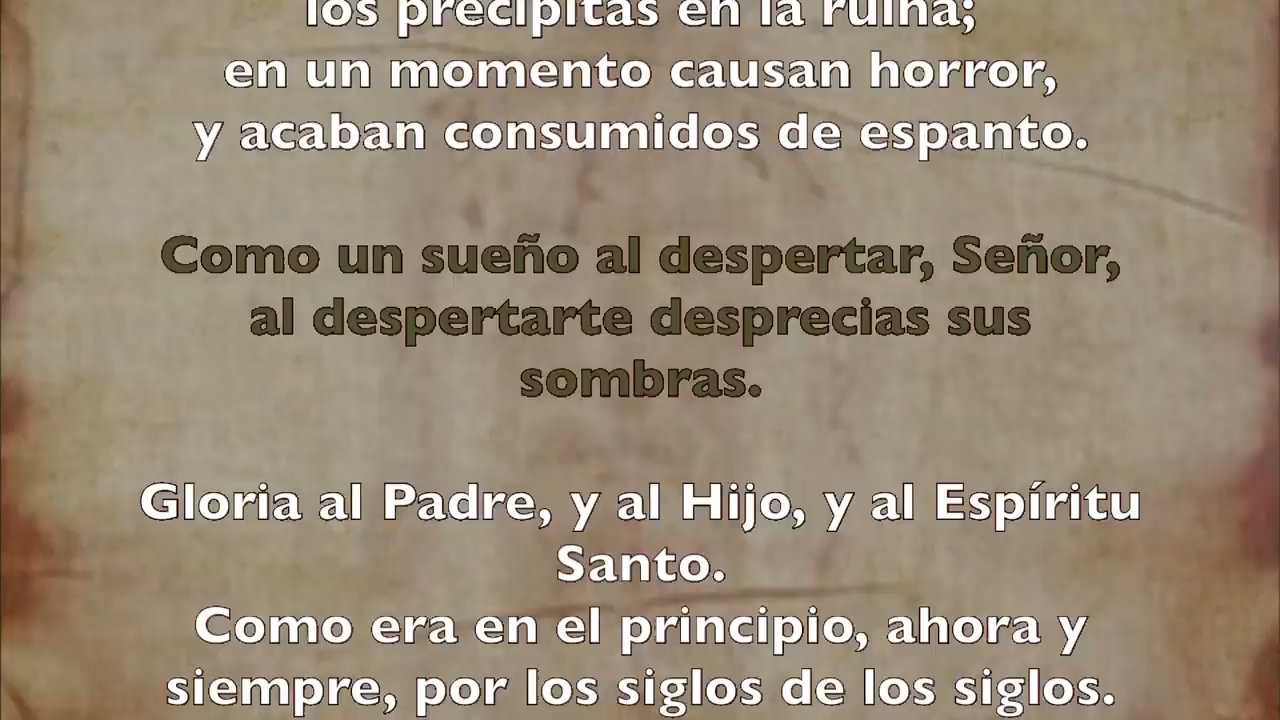 los precipitas en la ruina;
en un momento causan horror,
y acaban consumidos de espanto.
Como un sueño al despertar, Señor,
al despertarte desprecias sus
sombras.
Gloria al Padre, y al Hijo, y al Espíritu
Santo.
Como era en el principio, ahora y
siempre, por los siglos de los siglos.